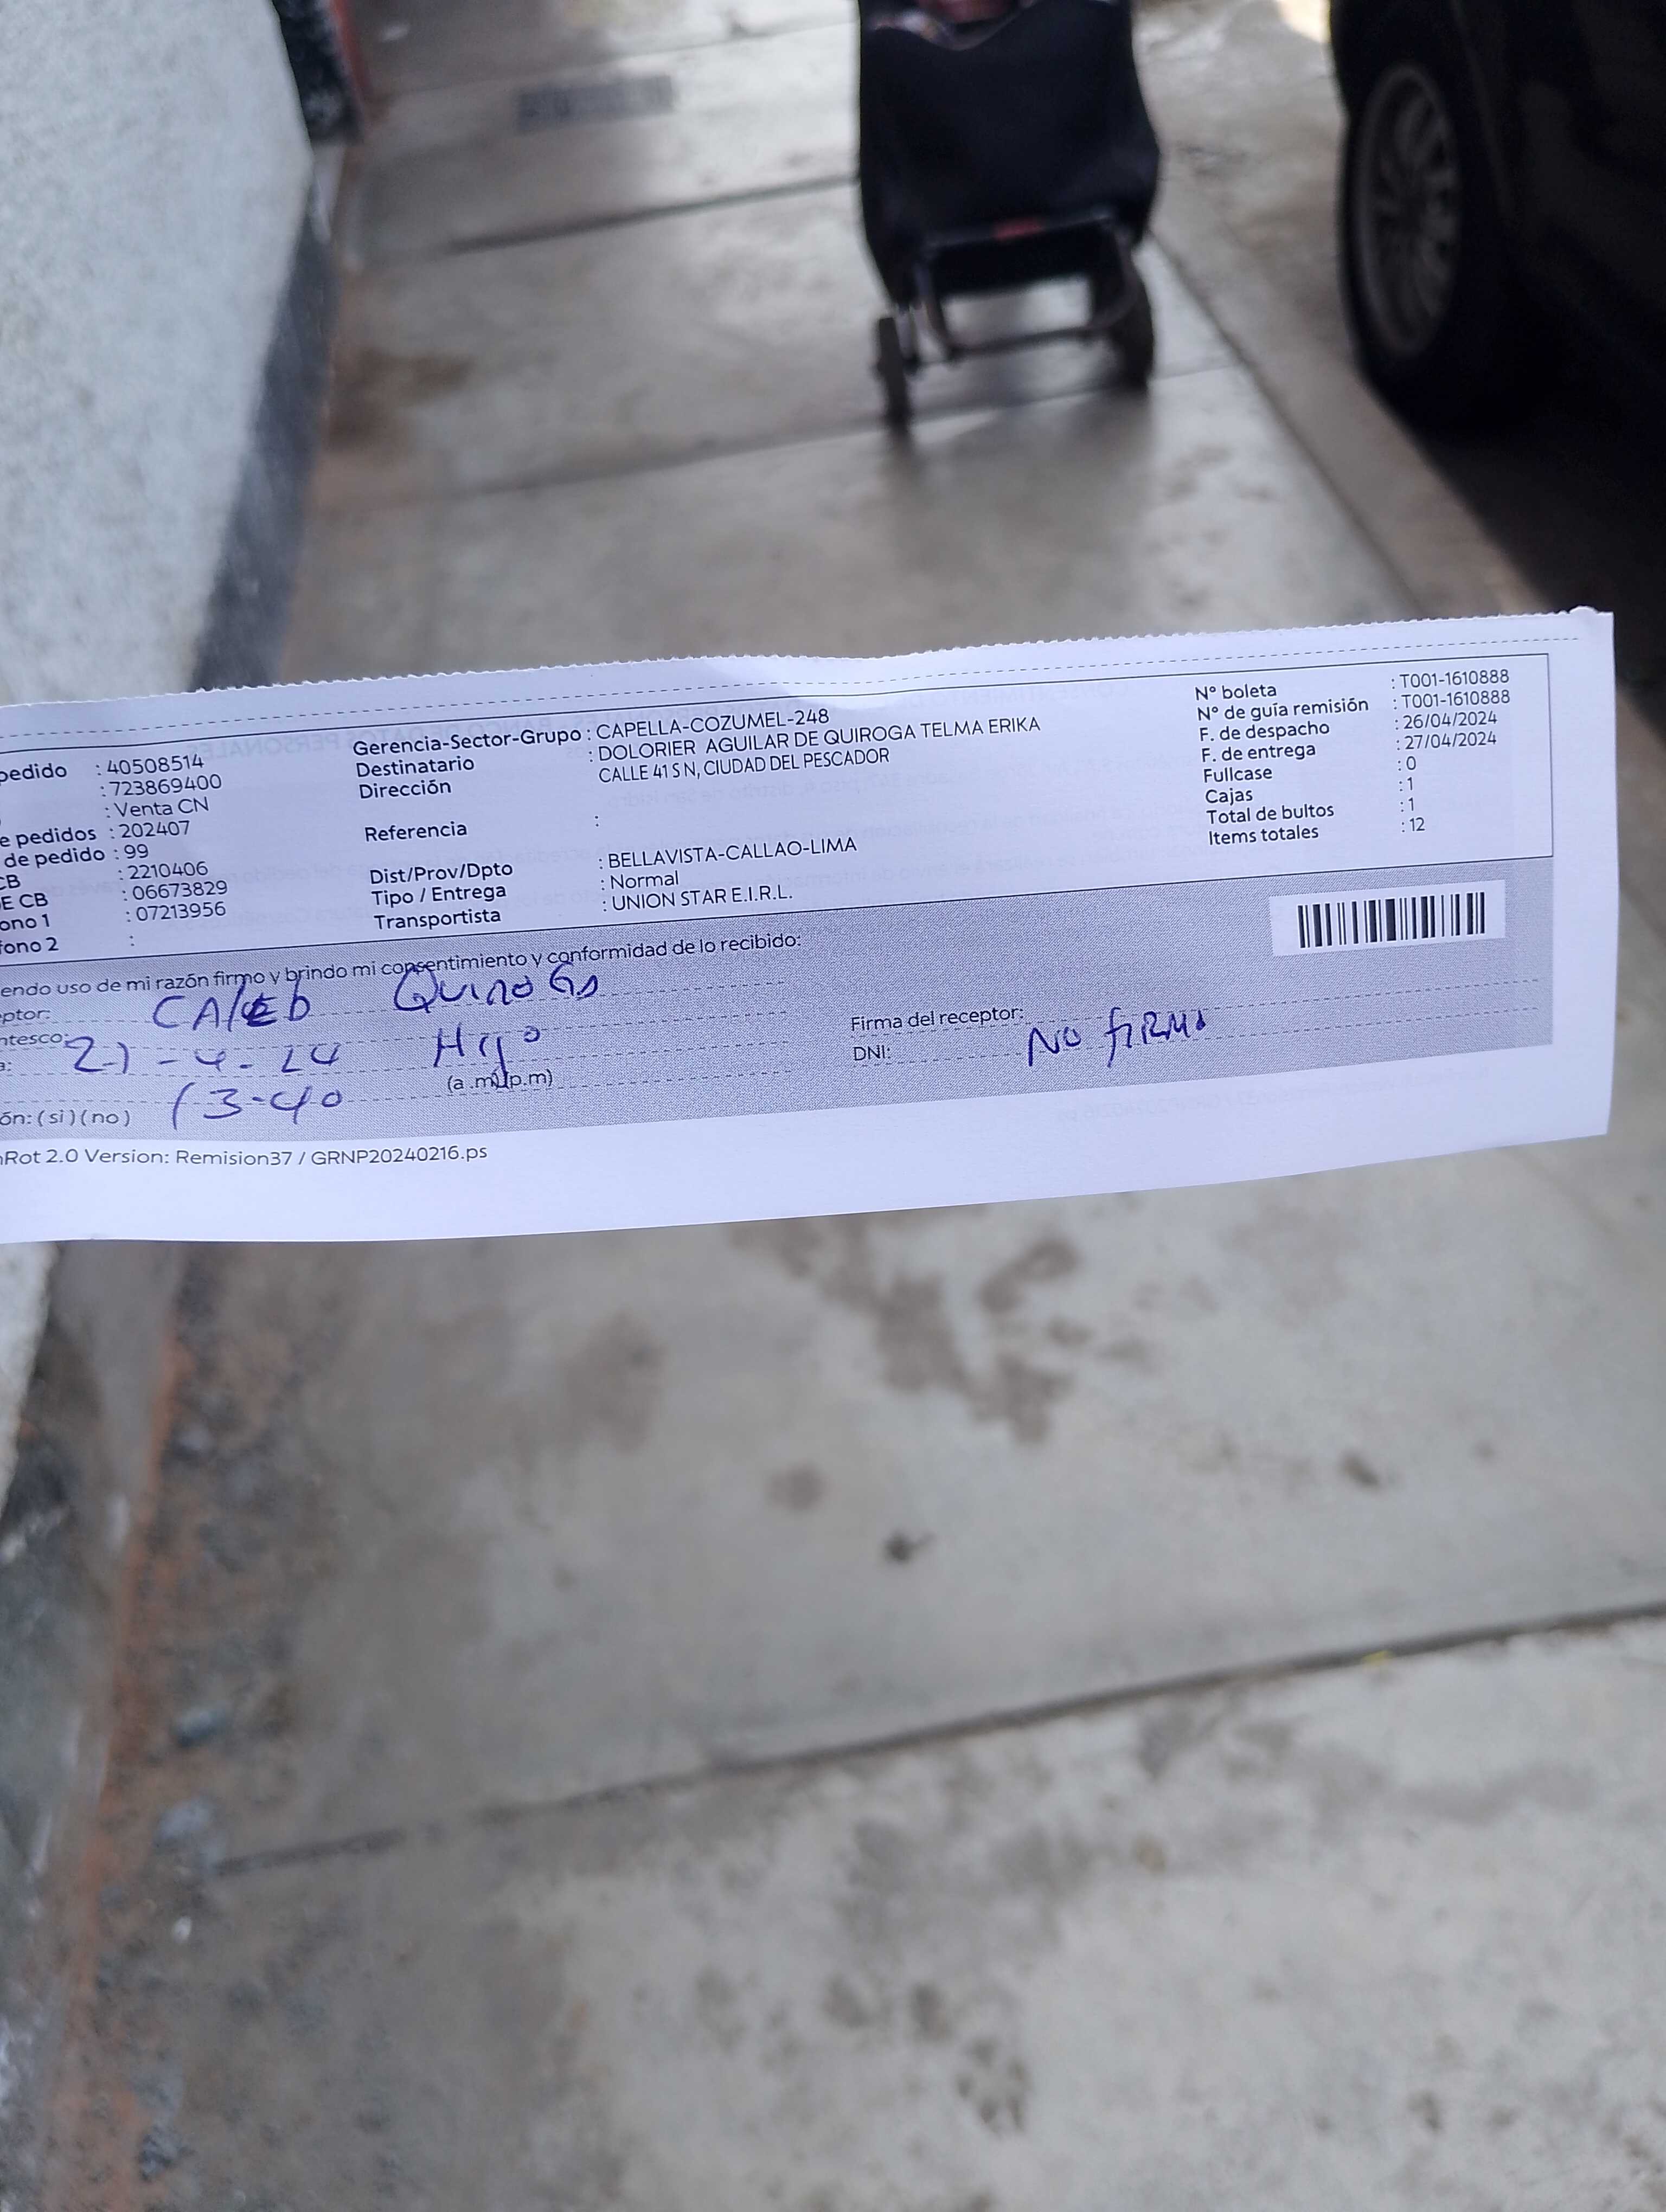 pedido : 40508514
: 723869400
: Venta CN
e pedidos : 202407
de pedido : 99
CB : 2210406
E CB : 06673829
ono 1 : 07213956
fono 2 :
Gerencia-Sector-Grupo : CAPELLA-COZUMEL-248
Destinatario : DOLORIER AGUILAR DE QUIROGA TELMA ERIKA
Dirección CALLE 41 S N, CIUDAD DEL PESCADOR
Referencia :
Dist/Prov/Dpto : BELLAVISTA-CALLAO-LIMA
Tipo / Entrega : Normal
Transportista : UNION STAR E.I.R.L.
N° boleta : T001-1610888
N° de guía remisión : T001-1610888
F. de despacho : 26/04/2024
F. de entrega : 27/04/2024
Fullcase : 0
Cajas : 1
Total de bultos : 1
Items totales : 12
endo uso de mi razón firmo y brindo mi consentimiento y conformidad de lo recibido:
ptor: CALEB QUIROGA
ntesco: Hijo
a: 27-4-24
13-40 (a.m./p.m)
ón: (si) (no)
Firma del receptor:
DNI: NO FIRMA
Rot 2.0 Version: Remision37 / GRNP20240216.ps